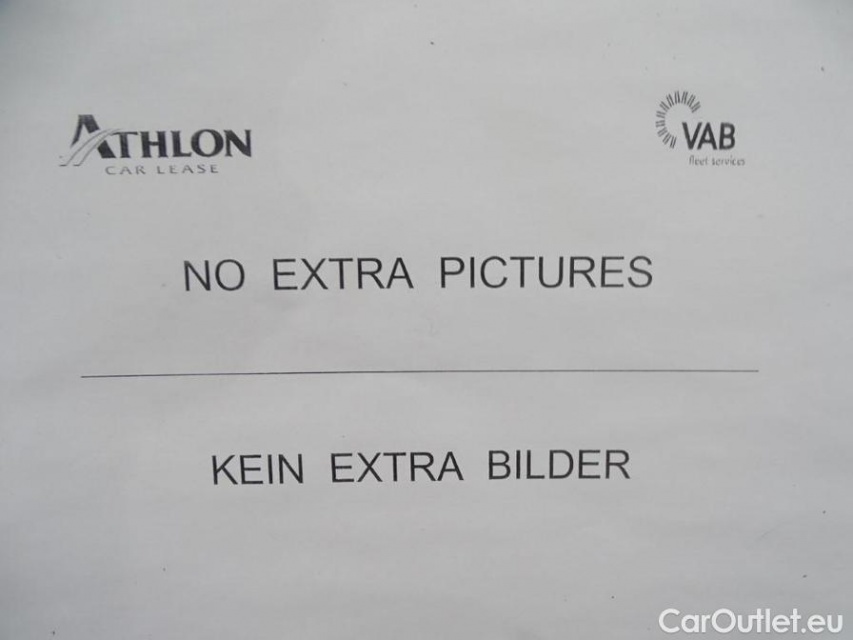 ATHLON
CAR LEASE
VAB
fleet services
NO EXTRA PICTURES
KEIN EXTRA BILDER
CarOutlet.eu